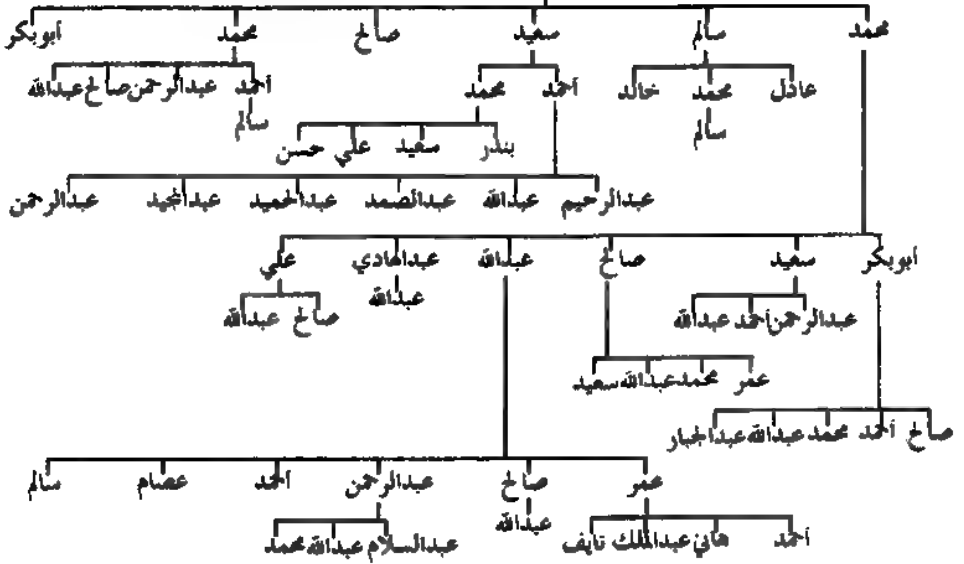 محمد سالم سعيد صالح محمد أبوبكر
عادل محمد خالد أحمد محمد أحمد عبدالرحمن صالح عبدالله
سالم سالم
بندر سعيد علي حسن
عبدالرحيم عبدالله عبدالصمد عبدالحميد عبدالمجيد عبدالرحمن
أبوبكر سعيد صالح عبدالله عبدالهادي علي
عبدالله
عبدالرحمن أحمد عبدالله صالح عبدالله
عمر محمد عبدالله سعيد
صالح أحمد محمد عبدالله عبدالجبار
عمر صالح عبدالرحمن أحمد عصام سالم
عبدالله
أحمد هاني عبدالملك نايف عبدالسلام عبدالله محمد